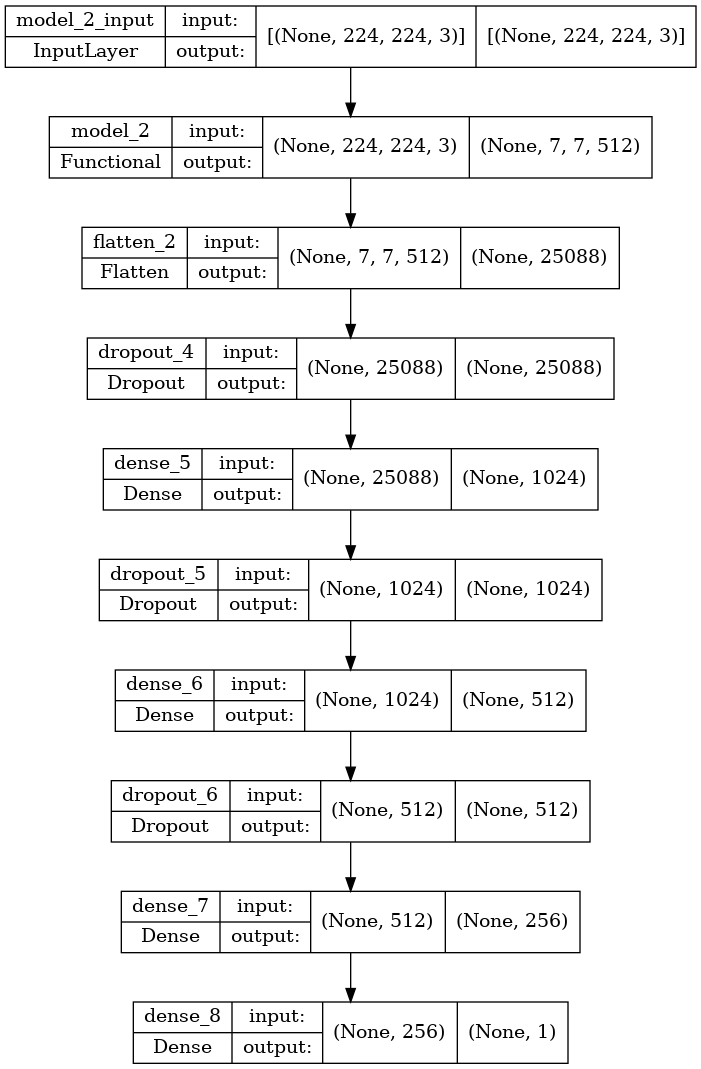 model_2_input input: [(None, 224, 224, 3)] [(None, 224, 224, 3)]
InputLayer output:
model_2 input: (None, 224, 224, 3) (None, 7, 7, 512)
Functional output:
flatten_2 input: (None, 7, 7, 512) (None, 25088)
Flatten output:
dropout_4 input: (None, 25088) (None, 25088)
Dropout output:
dense_5 input: (None, 25088) (None, 1024)
Dense output:
dropout_5 input: (None, 1024) (None, 1024)
Dropout output:
dense_6 input: (None, 1024) (None, 512)
Dense output:
dropout_6 input: (None, 512) (None, 512)
Dropout output:
dense_7 input: (None, 512) (None, 256)
Dense output:
dense_8 input: (None, 256) (None, 1)
Dense output: